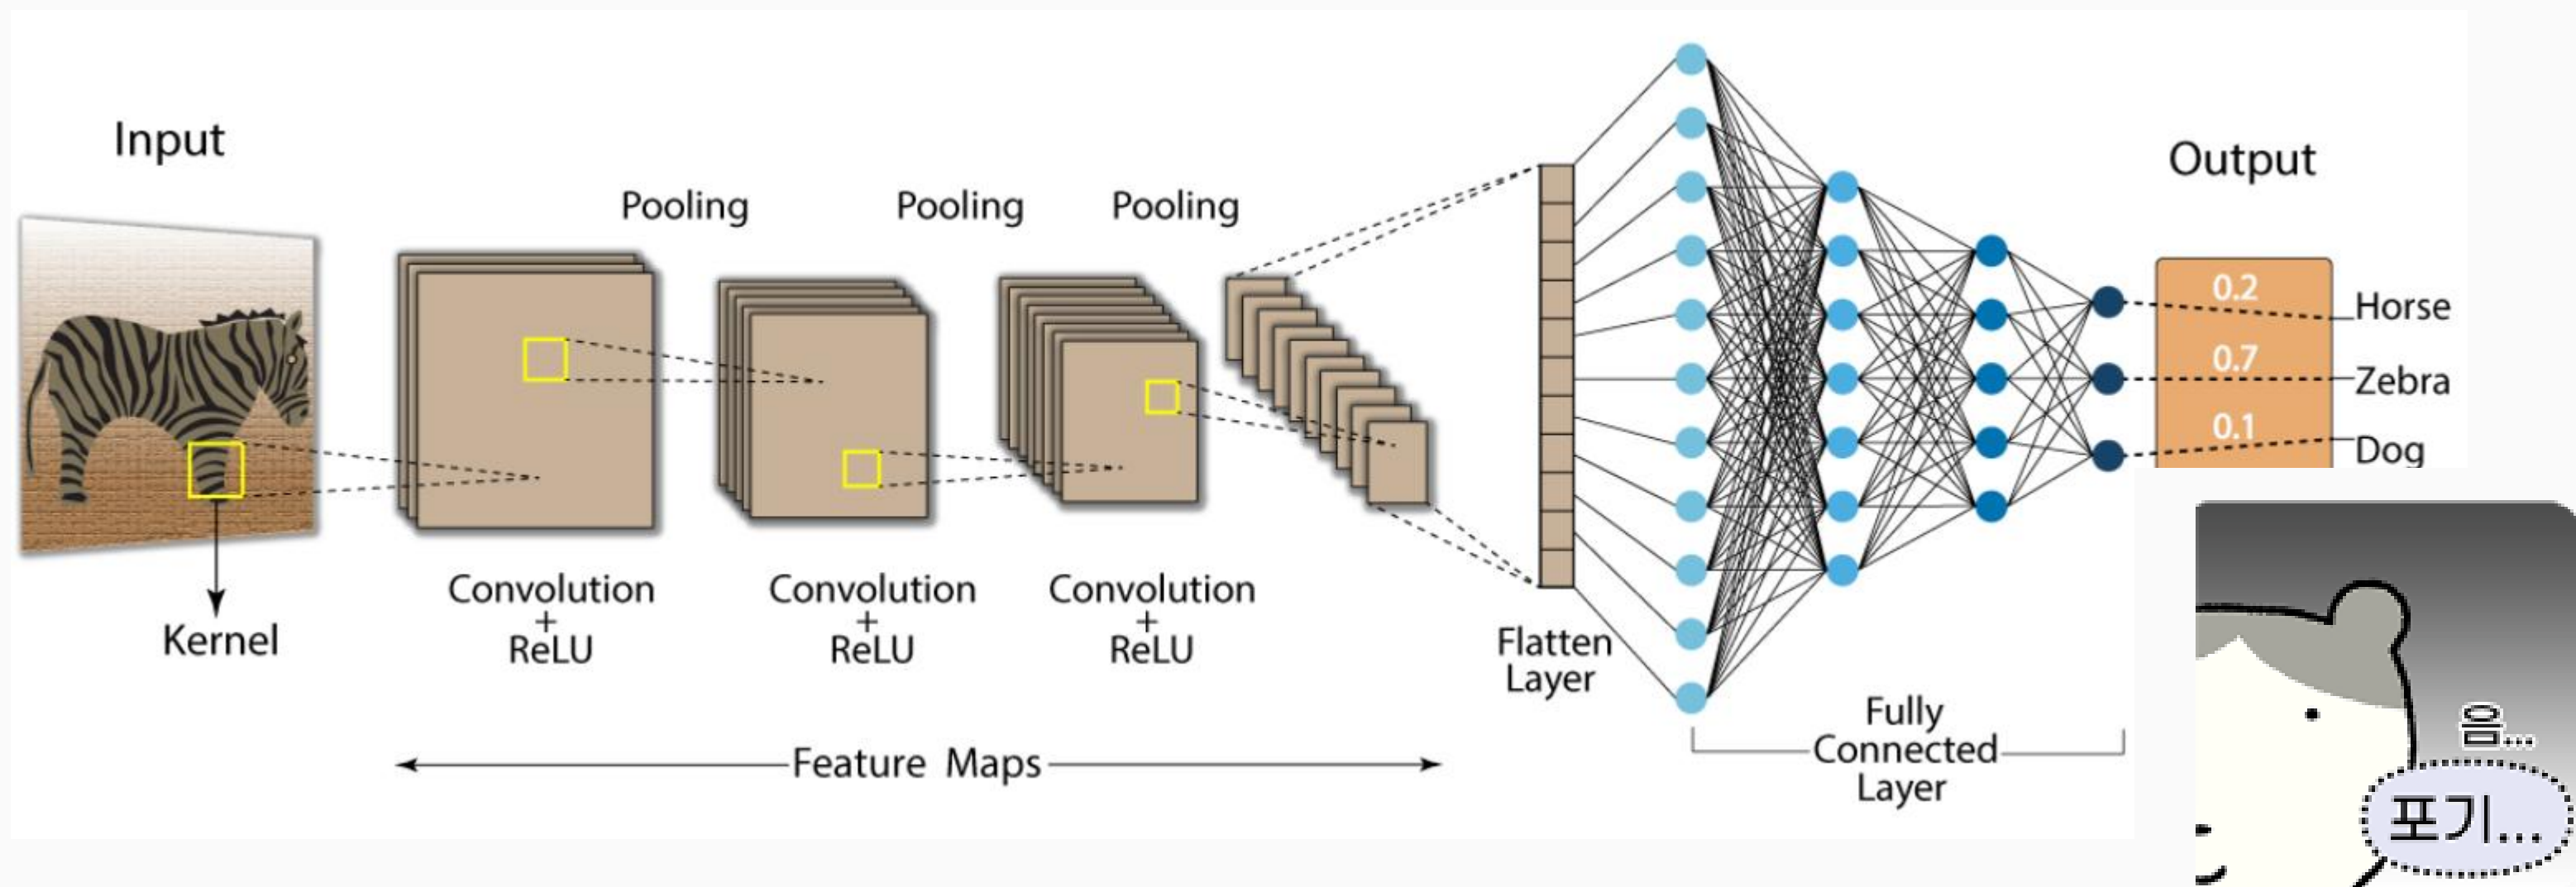 Input
Pooling
Pooling
Pooling
Output
0.2
Horse
0.7
Zebra
0.1
Dog
Kernel
Convolution
+
ReLU
Convolution
+
ReLU
Convolution
+
ReLU
Flatten
Layer
Feature Maps
Fully
Connected
Layer
음...
포기...